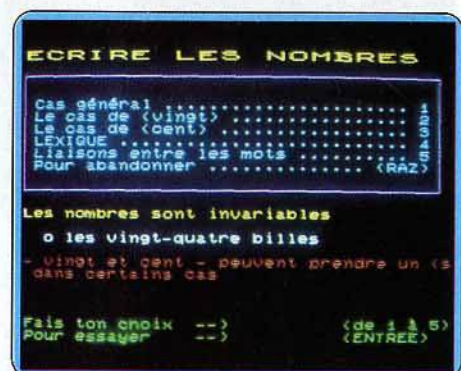 ECRIRE LES NOMBRES
Cas général ........................ 1
Le cas de <vingt> .................. 2
Le cas de <cent> ................... 3
LEXIQUE ............................ 4
Liaisons entre les mots ............ 5
Pour abandonner ................ <RAZ>
Les nombres sont invariables
o les vingt-quatre billes
- vingt et cent - peuvent prendre un <s
dans certains cas
Fais ton choix --> <de 1 à 5>
Pour essayer --> <ENTREE>